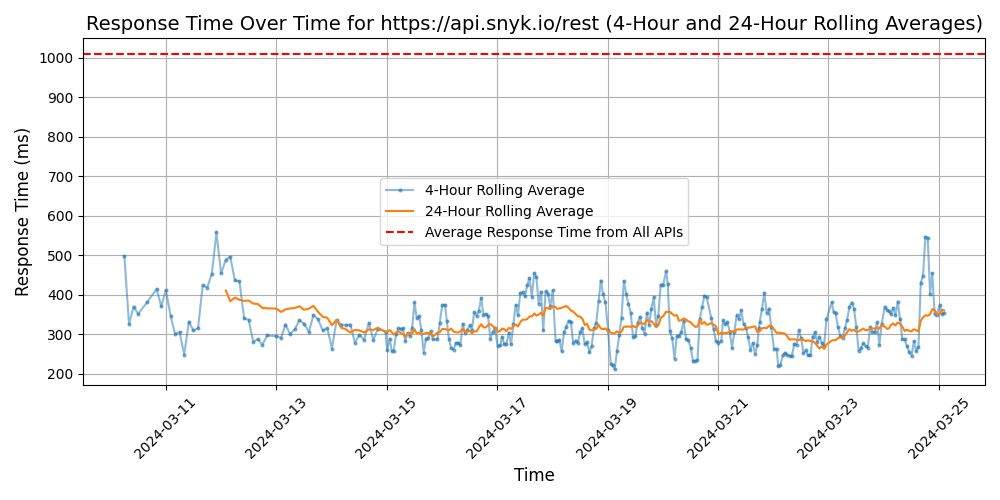 Response Time Over Time for https://api.snyk.io/rest (4-Hour and 24-Hour Rolling Averages)
Response Time (ms)
1000
900
800
700
600
500
400
300
200
4-Hour Rolling Average
24-Hour Rolling Average
Average Response Time from All APIs
2024-03-11
2024-03-13
2024-03-15
2024-03-17
2024-03-19
2024-03-21
2024-03-23
2024-03-25
Time